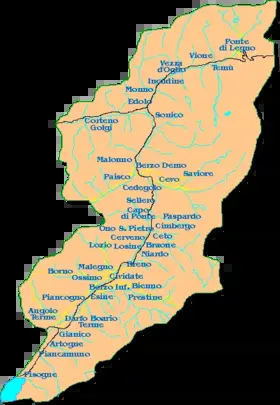 Ponte
di Legno
Vione
Vezza
d'Oglio
Temù
Incudine
Monno
Edolo
Sonico
Corteno
Golgi
Malonno
Berzo Demo
Paisco
Cevo
Saviore
Cedegolo
Sellero
Capo
di Ponte
Paspardo
Ono S. Pietro
Cimbergo
Cerveno
Ceto
Lozio
Losine
Braone
Niardo
Malegno
Breno
Borno
Ossimo
Cividate
Berzo Inf.
Bienno
Piancogno
Esine
Prestine
Angolo
Terme
Darfo Boario
Terme
Gianico
Artogne
Piancamuno
Pisogne